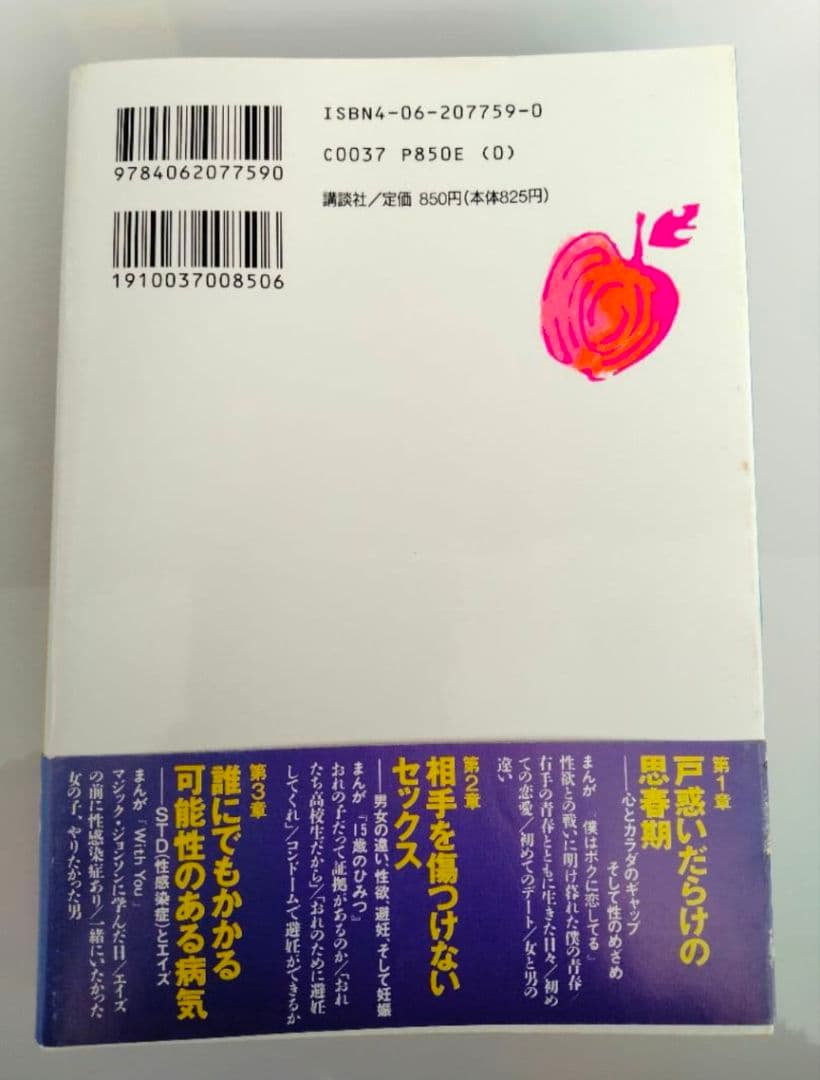 ISBN4-06-207759-0
C0037 P850E (0)
講談社/定価 850円(本体825円)
9784062077590
1910037008506
第1章
戸惑いだらけの
思春期
そして性のめざめ
──心とカラダのギャップ
まんが 「僕はボクに恋してる」
性欲との戦いに明け暮れた僕の青春/
右手の青春とともに生きた日々/初め
ての恋愛/初めてのデート/女と男の
違い
第2章
相手を傷つけない
セックス
──男女の違い、性欲、避妊、そして妊娠
まんが 「15歳のひみつ」
おれの子だって証拠があるのか/「おれ
たち高校生だから」/「おれのために避妊
してくれ」/コンドームで避妊ができるか
第3章
誰にでもかかる
可能性のある病気
──STD(性感染症)とエイズ
まんが 「With You」
マジック・ジョンソンに学んだ日/エイズ
の前に性感染症あり/一緒にいたかった
女の子、やりたかった男